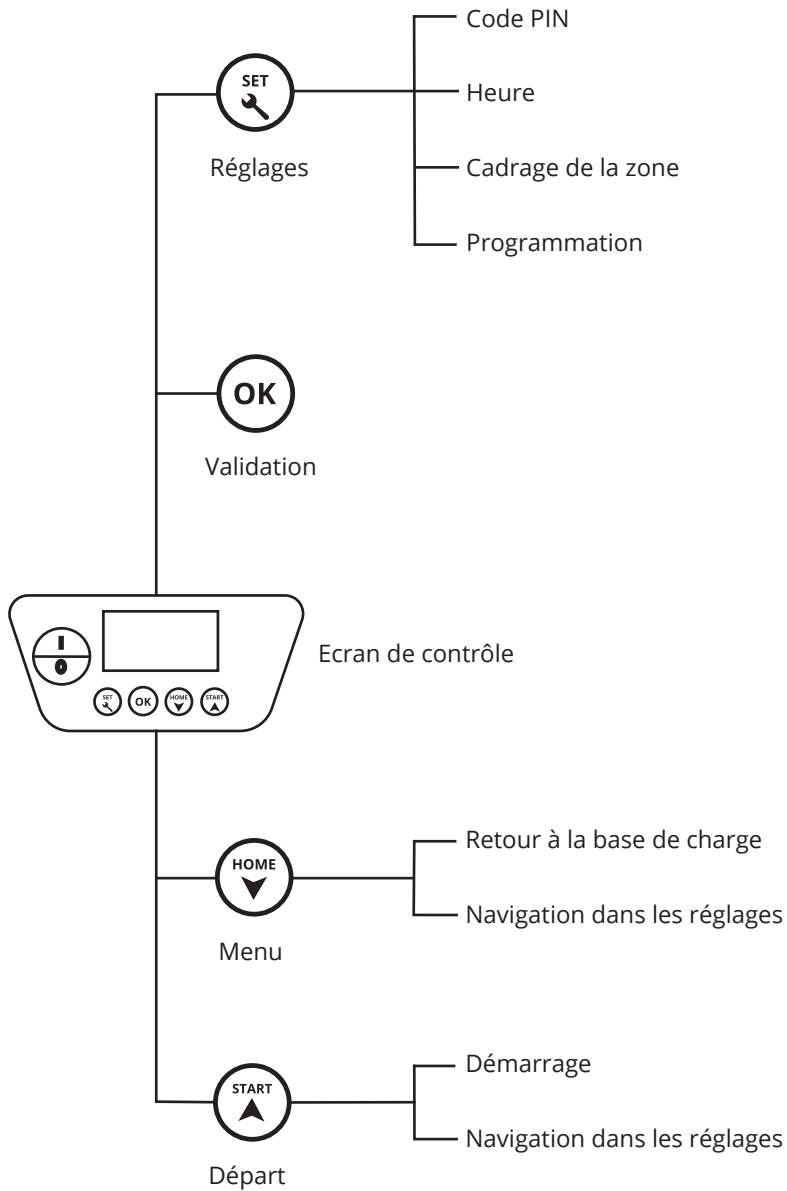 Code PIN
SET
Heure
Réglages
Cadrage de la zone
Programmation
OK
Validation
Ecran de contrôle
I
0
SET
OK
HOME
START
Retour à la base de charge
HOME
Navigation dans les réglages
Menu
Démarrage
START
Navigation dans les réglages
Départ